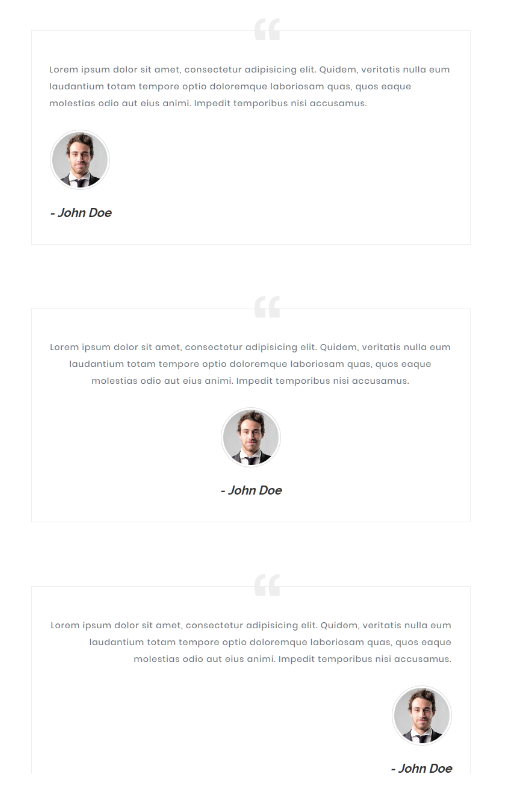 “
Lorem ipsum dolor sit amet, consectetur adipisicing elit. Quidem, veritatis nulla eum
laudantium totam tempore optio doloremque laboriosam quas, quos eaque
molestias odio aut eius animi. Impedit temporibus nisi accusamus.
- John Doe
“
Lorem ipsum dolor sit amet, consectetur adipisicing elit. Quidem, veritatis nulla eum
laudantium totam tempore optio doloremque laboriosam quas, quos eaque
molestias odio aut eius animi. Impedit temporibus nisi accusamus.
- John Doe
“
Lorem ipsum dolor sit amet, consectetur adipisicing elit. Quidem, veritatis nulla eum
laudantium totam tempore optio doloremque laboriosam quas, quos eaque
molestias odio aut eius animi. Impedit temporibus nisi accusamus.
- John Doe